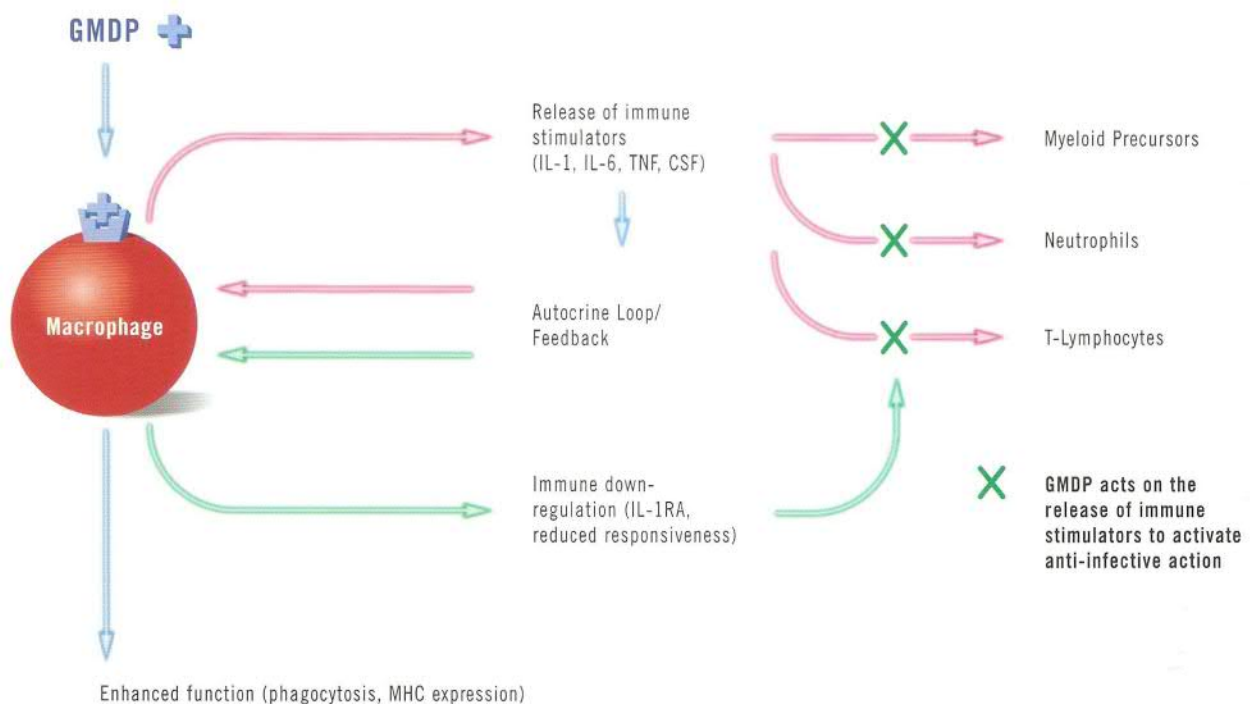 GMDP
Release of immune
stimulators
(IL-1, IL-6, TNF, CSF)
Myeloid Precursors
Neutrophils
Macrophage
Autocrine Loop/
Feedback
T-Lymphocytes
Immune down-
regulation (IL-1RA,
reduced responsiveness)
GMDP acts on the
release of immune
stimulators to activate
anti-infective action
Enhanced function (phagocytosis, MHC expression)